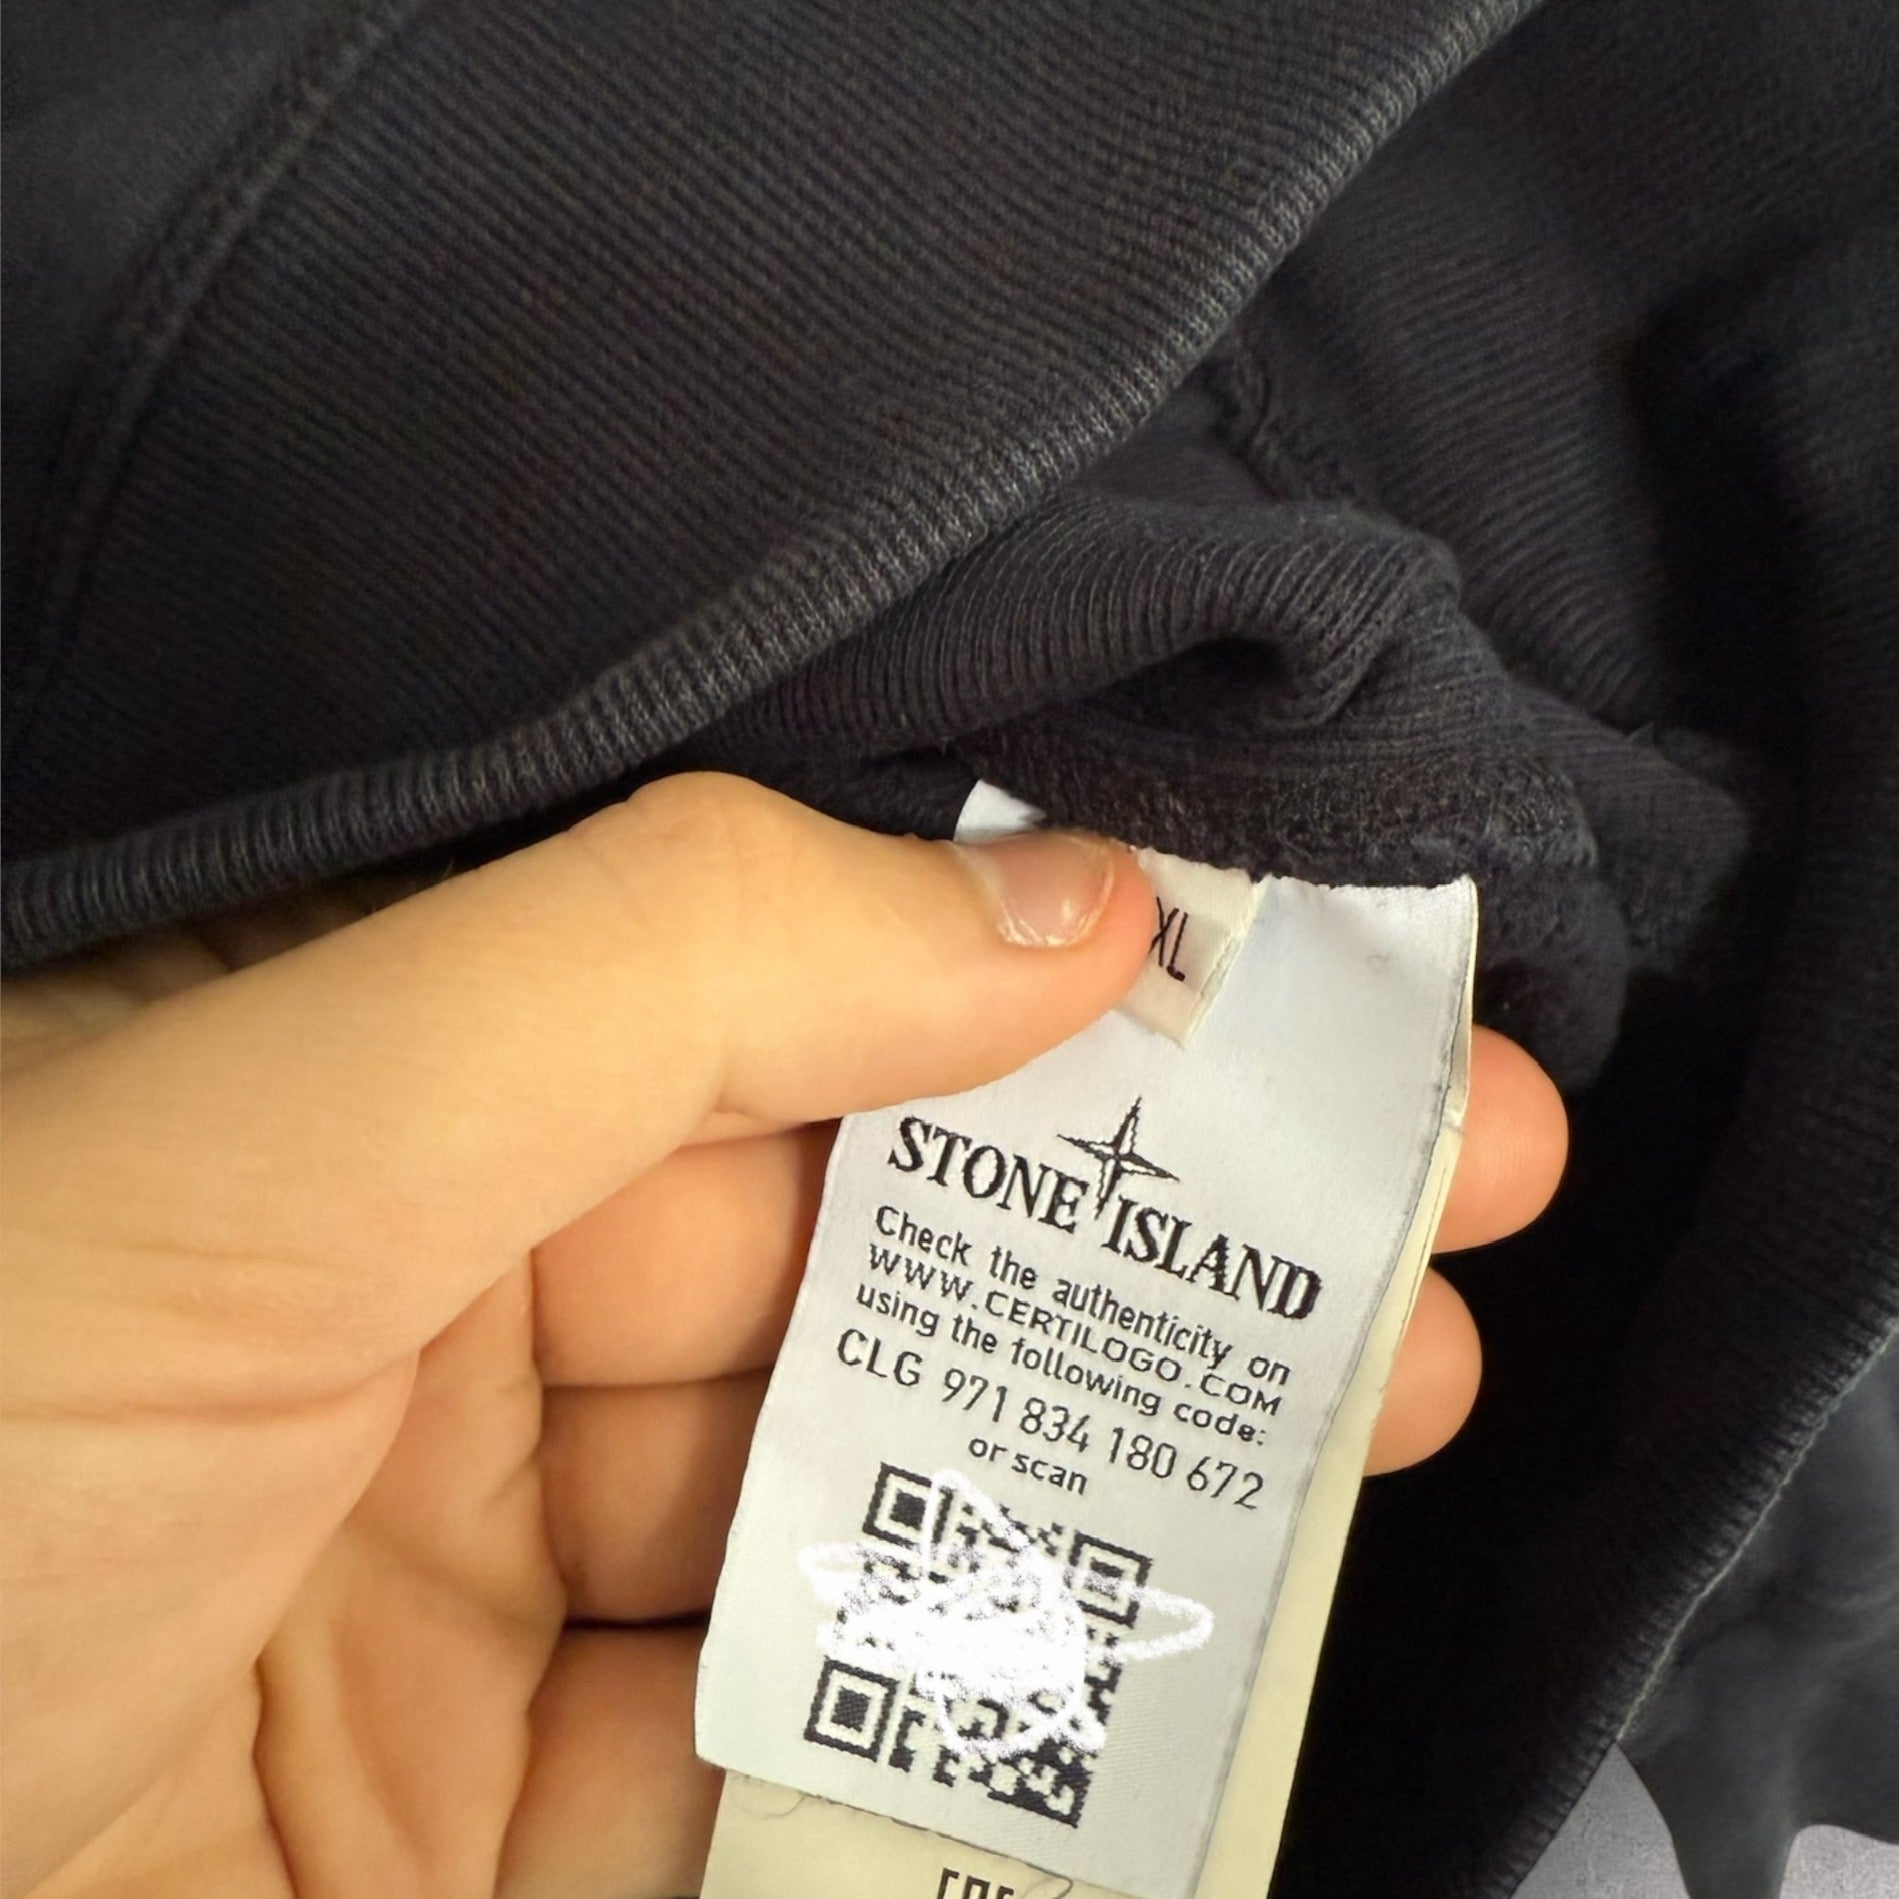 XL
STONE ISLAND
Check the authenticity on
WWW.CERTILOGO.COM
using the following code:
CLG 971 834 180 672
or scan